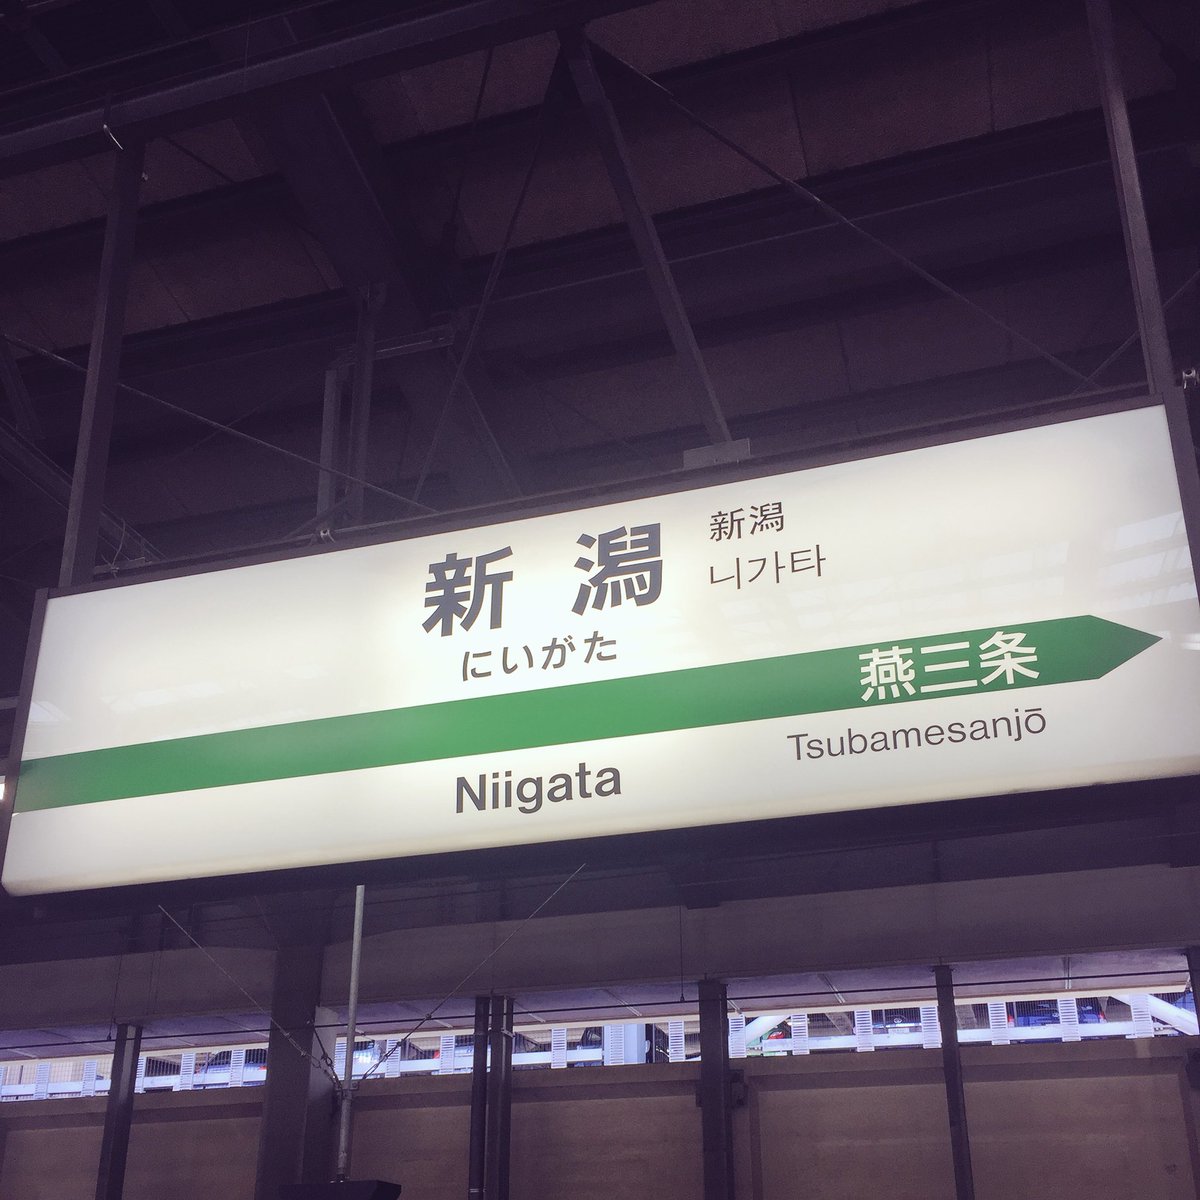 新潟
新潟
니가타
にいがた
燕三条
Tsubamesanjō
Niigata